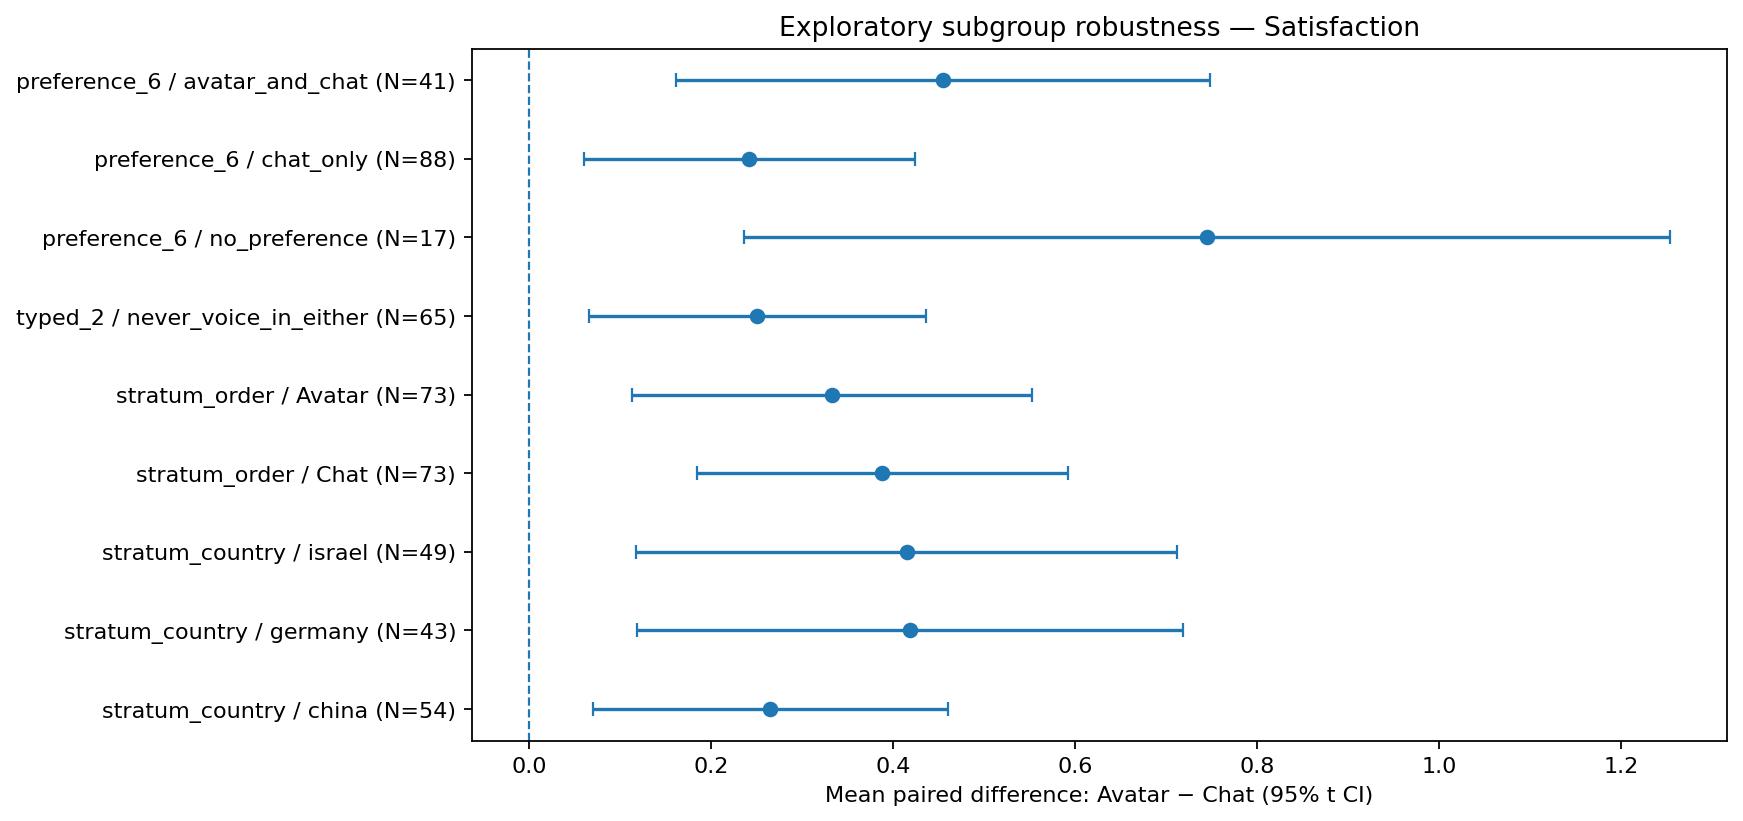 Exploratory subgroup robustness — Satisfaction
preference_6 / avatar_and_chat (N=41)
preference_6 / chat_only (N=88)
preference_6 / no_preference (N=17)
typed_2 / never_voice_in_either (N=65)
stratum_order / Avatar (N=73)
stratum_order / Chat (N=73)
stratum_country / israel (N=49)
stratum_country / germany (N=43)
stratum_country / china (N=54)
0.0 0.2 0.4 0.6 0.8 1.0 1.2
Mean paired difference: Avatar − Chat (95% t CI)